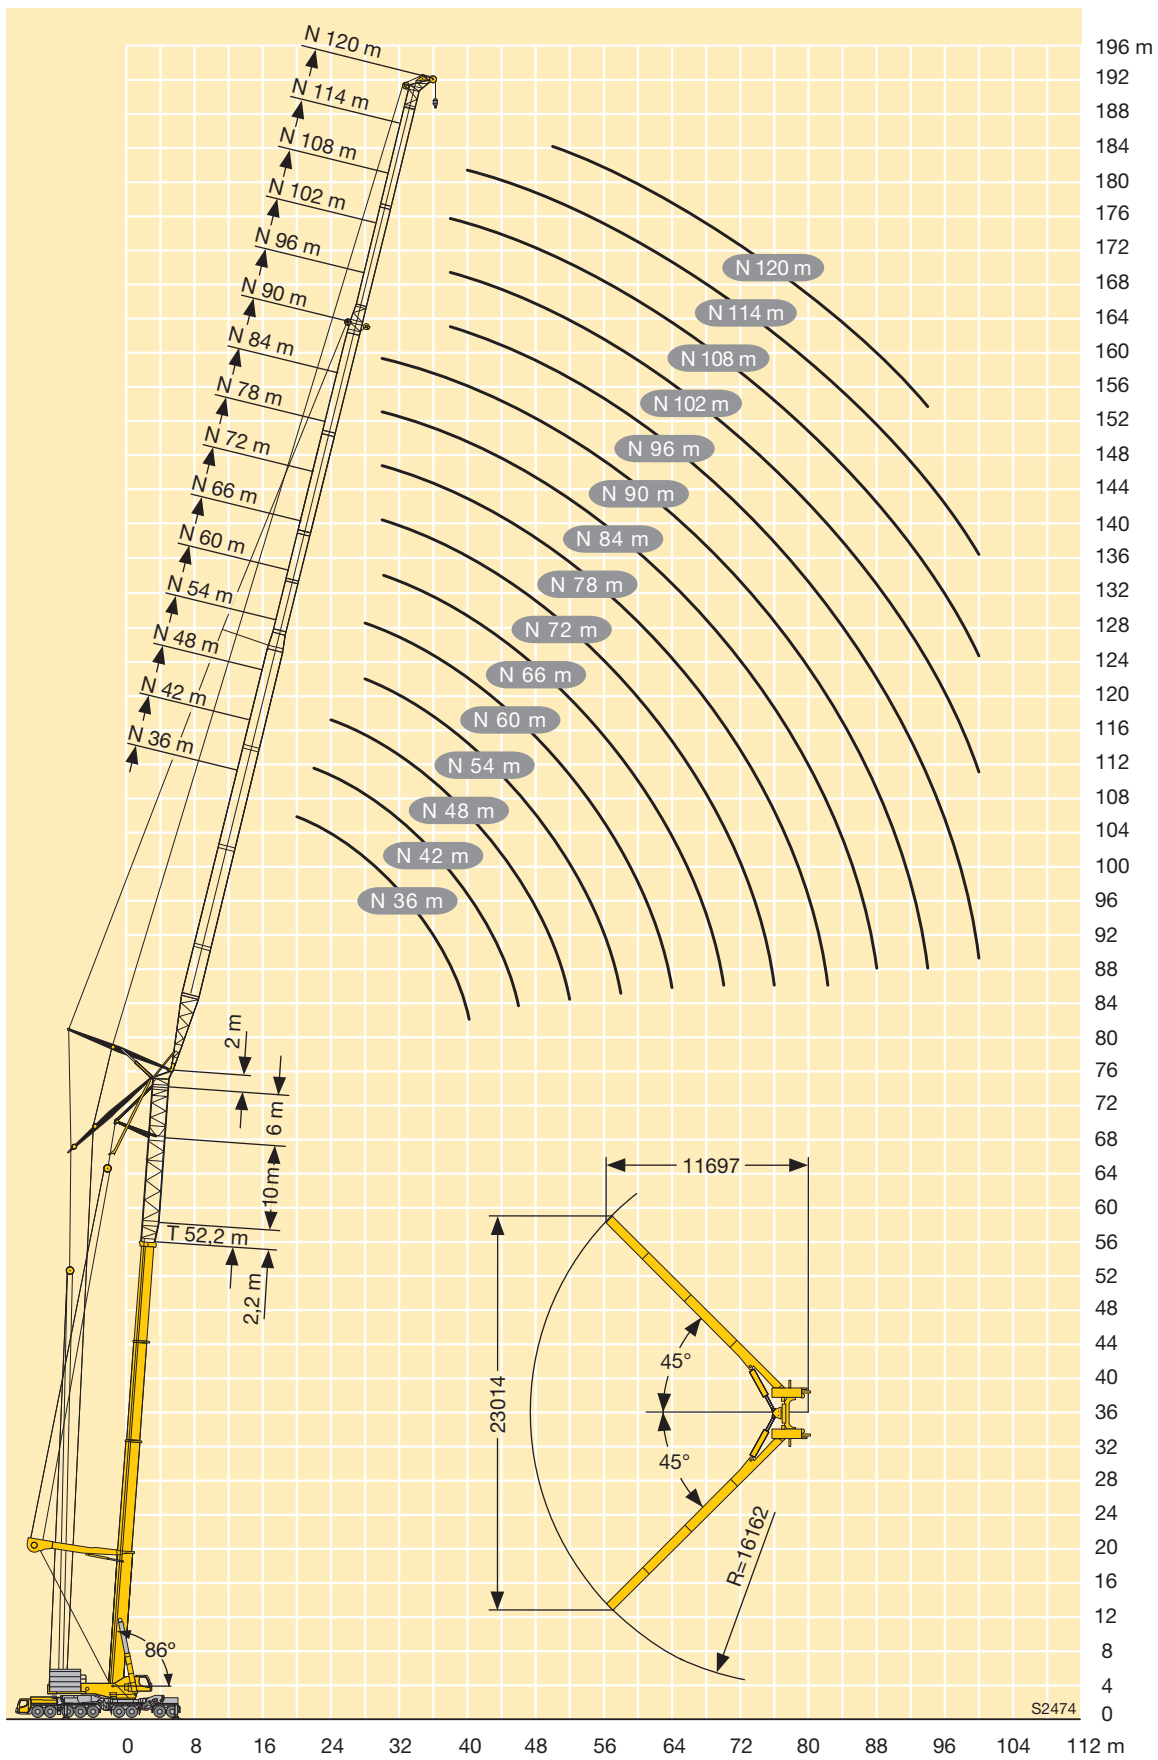 N 120 m
N 114 m
N 108 m
N 102 m
N 96 m
N 90 m
N 84 m
N 78 m
N 72 m
N 66 m
N 60 m
N 54 m
N 48 m
N 42 m
N 36 m
N 120 m
N 114 m
N 108 m
N 102 m
N 96 m
N 90 m
N 84 m
N 78 m
N 72 m
N 66 m
N 60 m
N 54 m
N 48 m
N 42 m
N 36 m
196 m
192
188
184
180
176
172
168
164
160
156
152
148
144
140
136
132
128
124
120
116
112
108
104
100
96
92
88
84
80
76
72
68
64
60
56
52
48
44
40
36
32
28
24
20
16
12
8
4
0
2 m
6 m
10 m
T 52,2 m
2,2 m
86°
11697
23014
45°
45°
R=16162
S2474
0 8 16 24 32 40 48 56 64 72 80 88 96 104 112 m